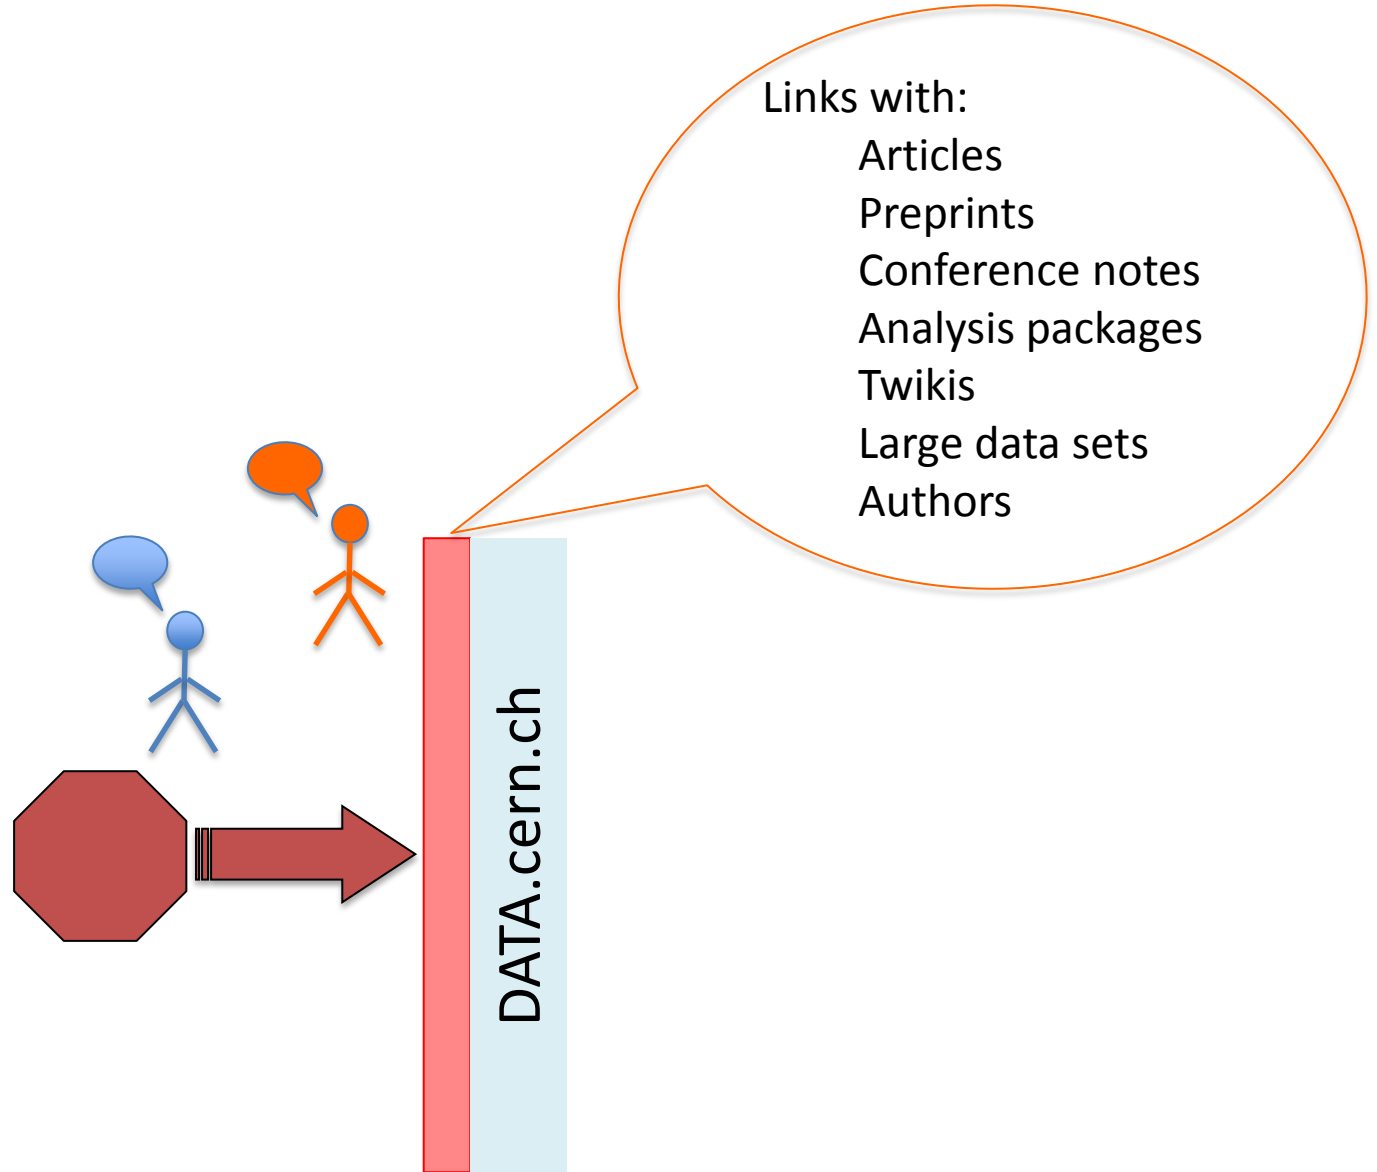 Links with:
Articles
Preprints
Conference notes
Analysis packages
Twikis
Large data sets
Authors
DATA.cern.ch